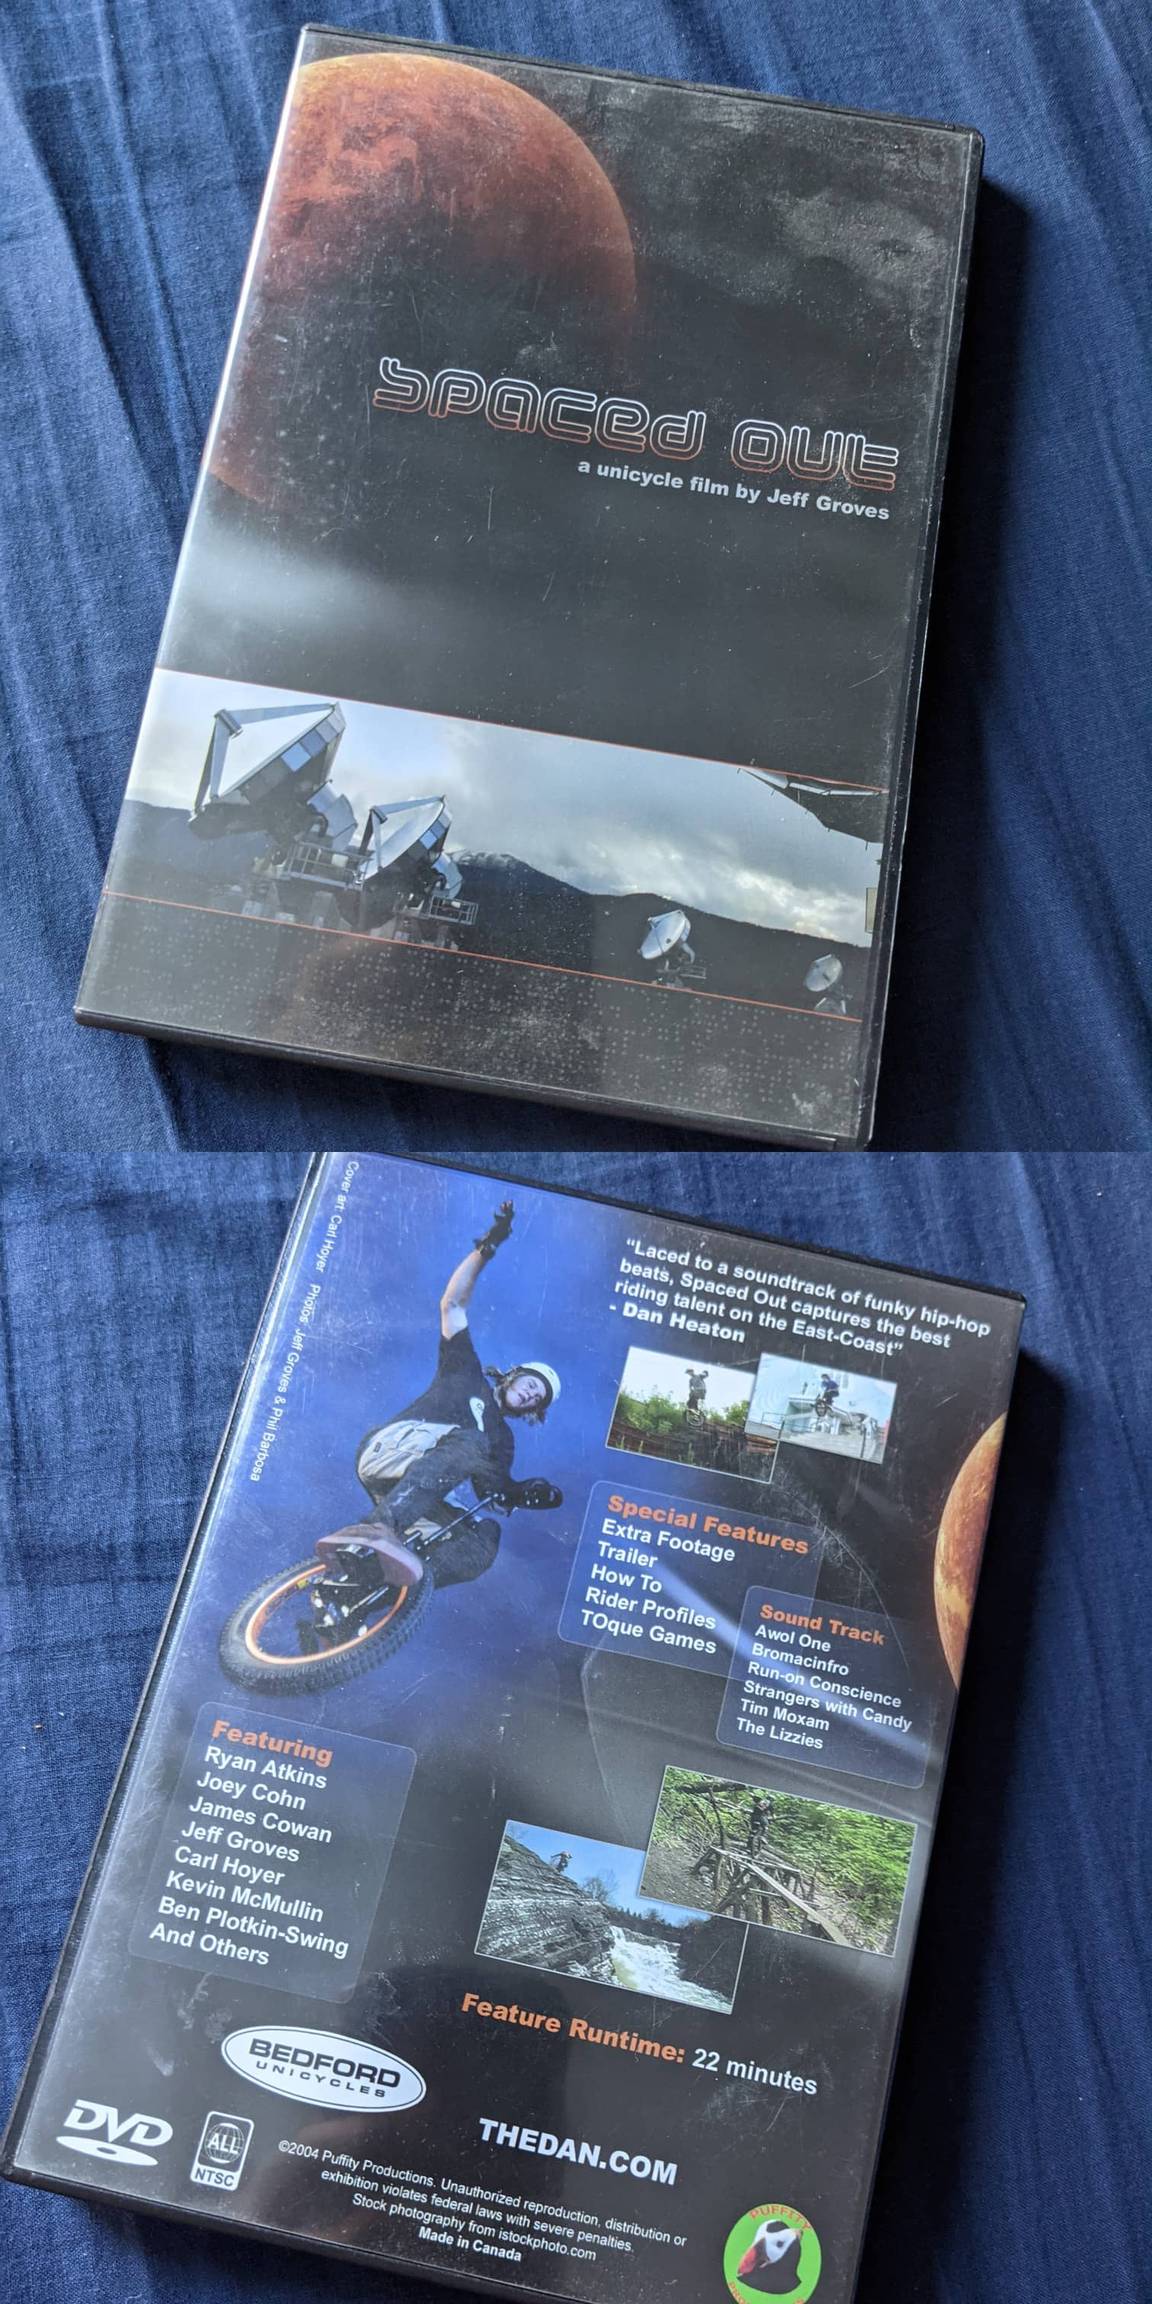 spaced out
a unicycle film by Jeff Groves
Cover art: Carl Hoyer Photos: Jeff Groves & Phil Barbosa
“Laced to a soundtrack of funky hip-hop
beats, Spaced Out captures the best
riding talent on the East-Coast”
- Dan Heaton
Special Features
Extra Footage
Trailer
How To
Rider Profiles
TOque Games
Sound Track
Awol One
Bromacinfro
Run-on Conscience
Strangers with Candy
Tim Moxam
The Lizzies
Featuring
Ryan Atkins
Joey Cohn
James Cowan
Jeff Groves
Carl Hoyer
Kevin McMullin
Ben Plotkin-Swing
And Others
Feature Runtime: 22 minutes
BEDFORD
UNICYCLES
THEDAN.COM
DVD
ALL
NTSC
©2004 Puffity Productions. Unauthorized reproduction, distribution or
exhibition violates federal laws with severe penalties.
Stock photography from istockphoto.com
Made in Canada
PUFFITY